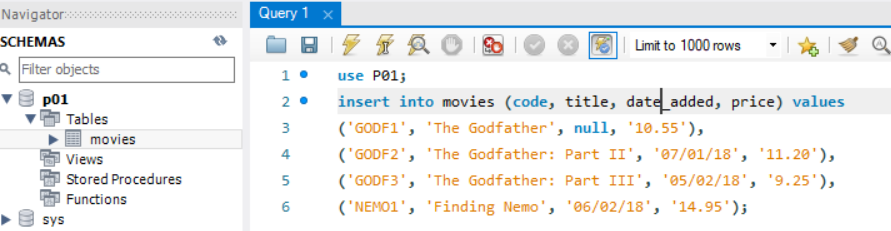 Navigator
Query 1
SCHEMAS
Limit to 1000 rows
Filter objects
p01
Tables
movies
Views
Stored Procedures
Functions
sys
1 use P01;
2 insert into movies (code, title, date_added, price) values
3 ('GODF1', 'The Godfather', null, '10.55'),
4 ('GODF2', 'The Godfather: Part II', '07/01/18', '11.20'),
5 ('GODF3', 'The Godfather: Part III', '05/02/18', '9.25'),
6 ('NEMO1', 'Finding Nemo', '06/02/18', '14.95');